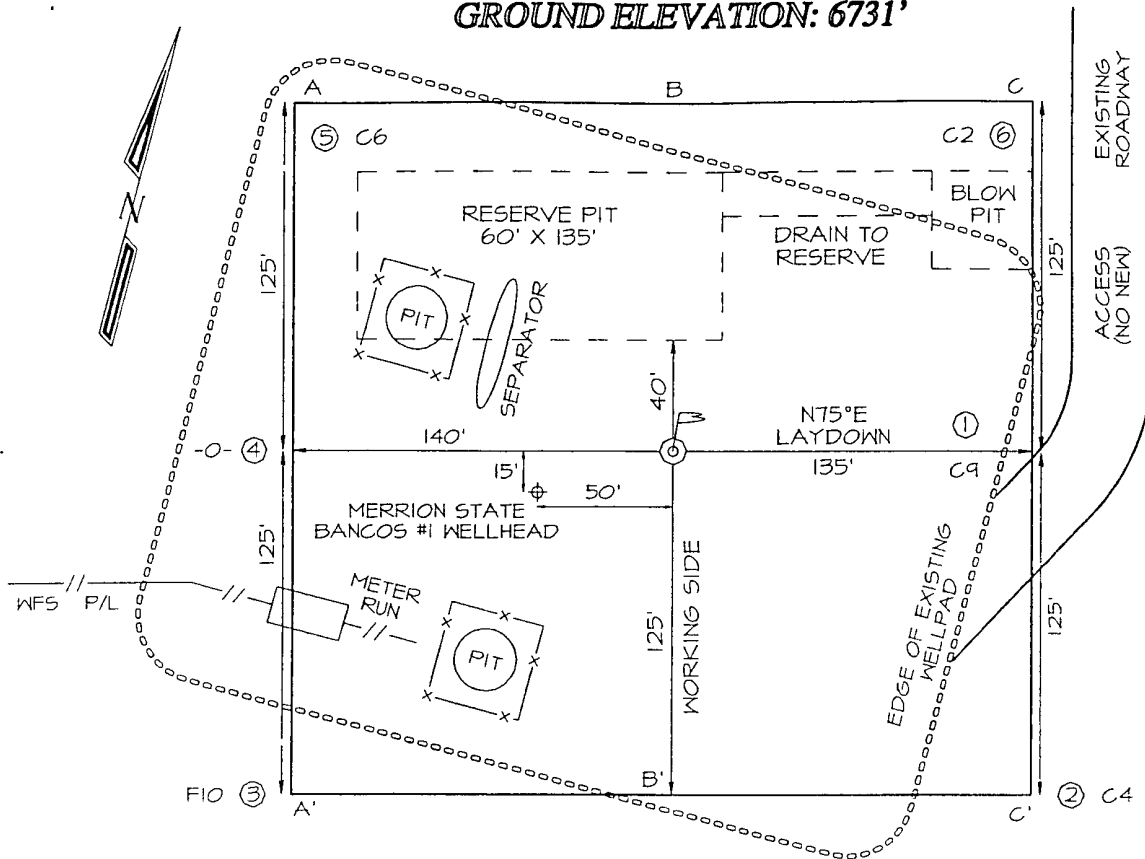 GROUND ELEVATION: 6731'
A
B
C
⑤ C6
C2 ⑥
EXISTING
ROADWAY
N
RESERVE PIT
60' X 135'
BLOW
PIT
DRAIN TO
RESERVE
125'
125'
ACCESS
(NO NEW)
PIT
SEPARATOR
40'
N75°E
LAYDOWN
①
-0- ④
140'
135'
C9
15'
50'
MERRION STATE
BANCOS #1 WELLHEAD
125'
WFS P/L
METER
RUN
PIT
125'
WORKING SIDE
EDGE OF EXISTING
WELLPAD
125'
F10 ③
A'
B'
C'
② C4